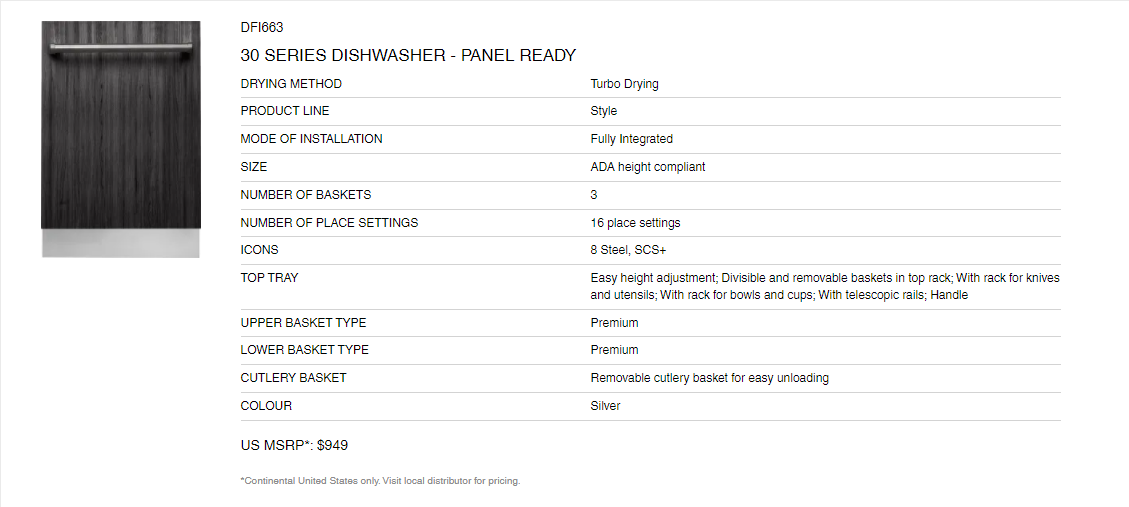 DFI663
30 SERIES DISHWASHER - PANEL READY
DRYING METHOD Turbo Drying
PRODUCT LINE Style
MODE OF INSTALLATION Fully Integrated
SIZE ADA height compliant
NUMBER OF BASKETS 3
NUMBER OF PLACE SETTINGS 16 place settings
ICONS 8 Steel, SCS+
TOP TRAY Easy height adjustment; Divisible and removable baskets in top rack; With rack for knives
and utensils; With rack for bowls and cups; With telescopic rails; Handle
UPPER BASKET TYPE Premium
LOWER BASKET TYPE Premium
CUTLERY BASKET Removable cutlery basket for easy unloading
COLOUR Silver
US MSRP*: $949
*Continental United States only. Visit local distributor for pricing.